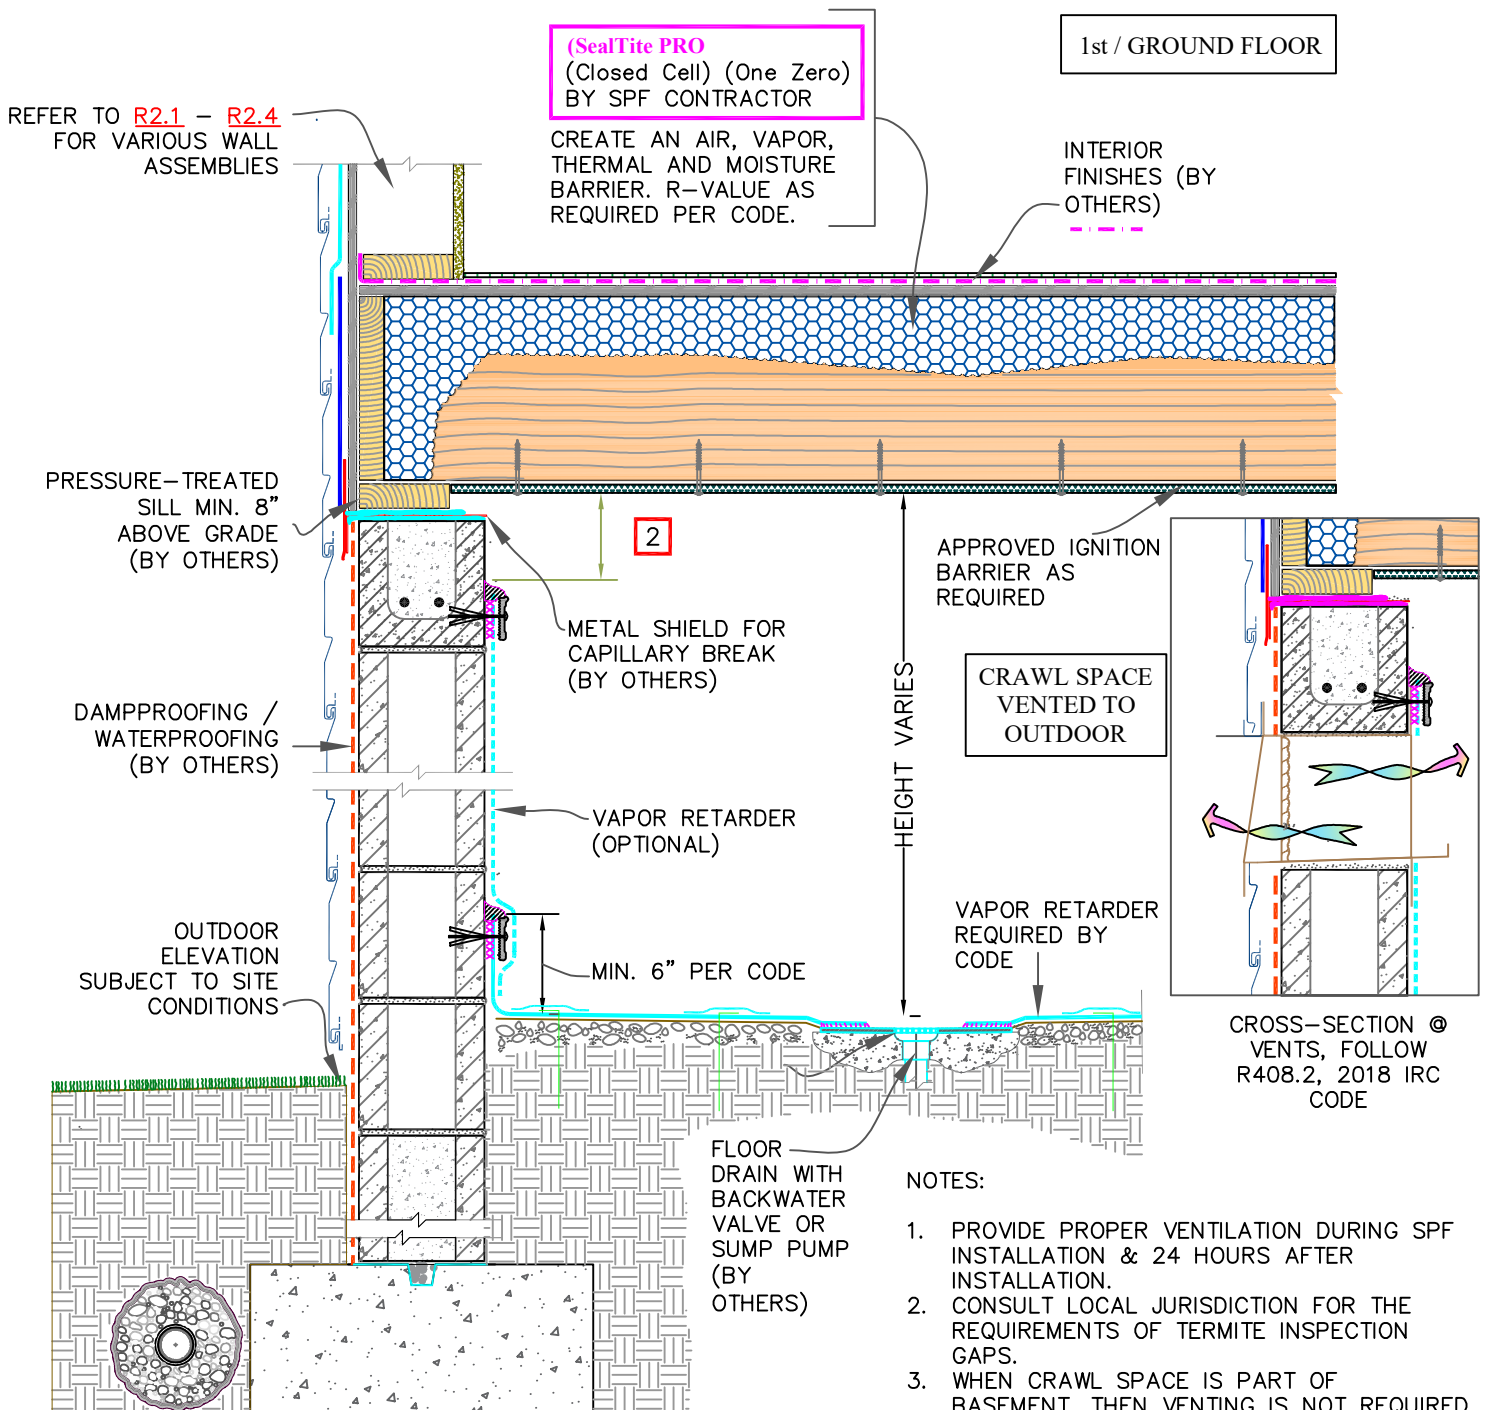 (SealTite PRO
(Closed Cell) (One Zero)
BY SPF CONTRACTOR
CREATE AN AIR, VAPOR,
THERMAL AND MOISTURE
BARRIER. R-VALUE AS
REQUIRED PER CODE.
1st / GROUND FLOOR
REFER TO R2.1 – R2.4
FOR VARIOUS WALL
ASSEMBLIES
INTERIOR
FINISHES (BY
OTHERS)
PRESSURE-TREATED
SILL MIN. 8”
ABOVE GRADE
(BY OTHERS)
2
APPROVED IGNITION
BARRIER AS
REQUIRED
METAL SHIELD FOR
CAPILLARY BREAK
(BY OTHERS)
HEIGHT VARIES
CRAWL SPACE
VENTED TO
OUTDOOR
DAMPPROOFING /
WATERPROOFING
(BY OTHERS)
VAPOR RETARDER
(OPTIONAL)
OUTDOOR
ELEVATION
SUBJECT TO SITE
CONDITIONS
MIN. 6” PER CODE
VAPOR RETARDER
REQUIRED BY
CODE
CROSS-SECTION @
VENTS, FOLLOW
R408.2, 2018 IRC
CODE
FLOOR
DRAIN WITH
BACKWATER
VALVE OR
SUMP PUMP
(BY
OTHERS)
NOTES:
1. PROVIDE PROPER VENTILATION DURING SPF
INSTALLATION & 24 HOURS AFTER
INSTALLATION.
2. CONSULT LOCAL JURISDICTION FOR THE
REQUIREMENTS OF TERMITE INSPECTION
GAPS.
3. WHEN CRAWL SPACE IS PART OF
BASEMENT, THEN VENTING IS NOT REQUIRED